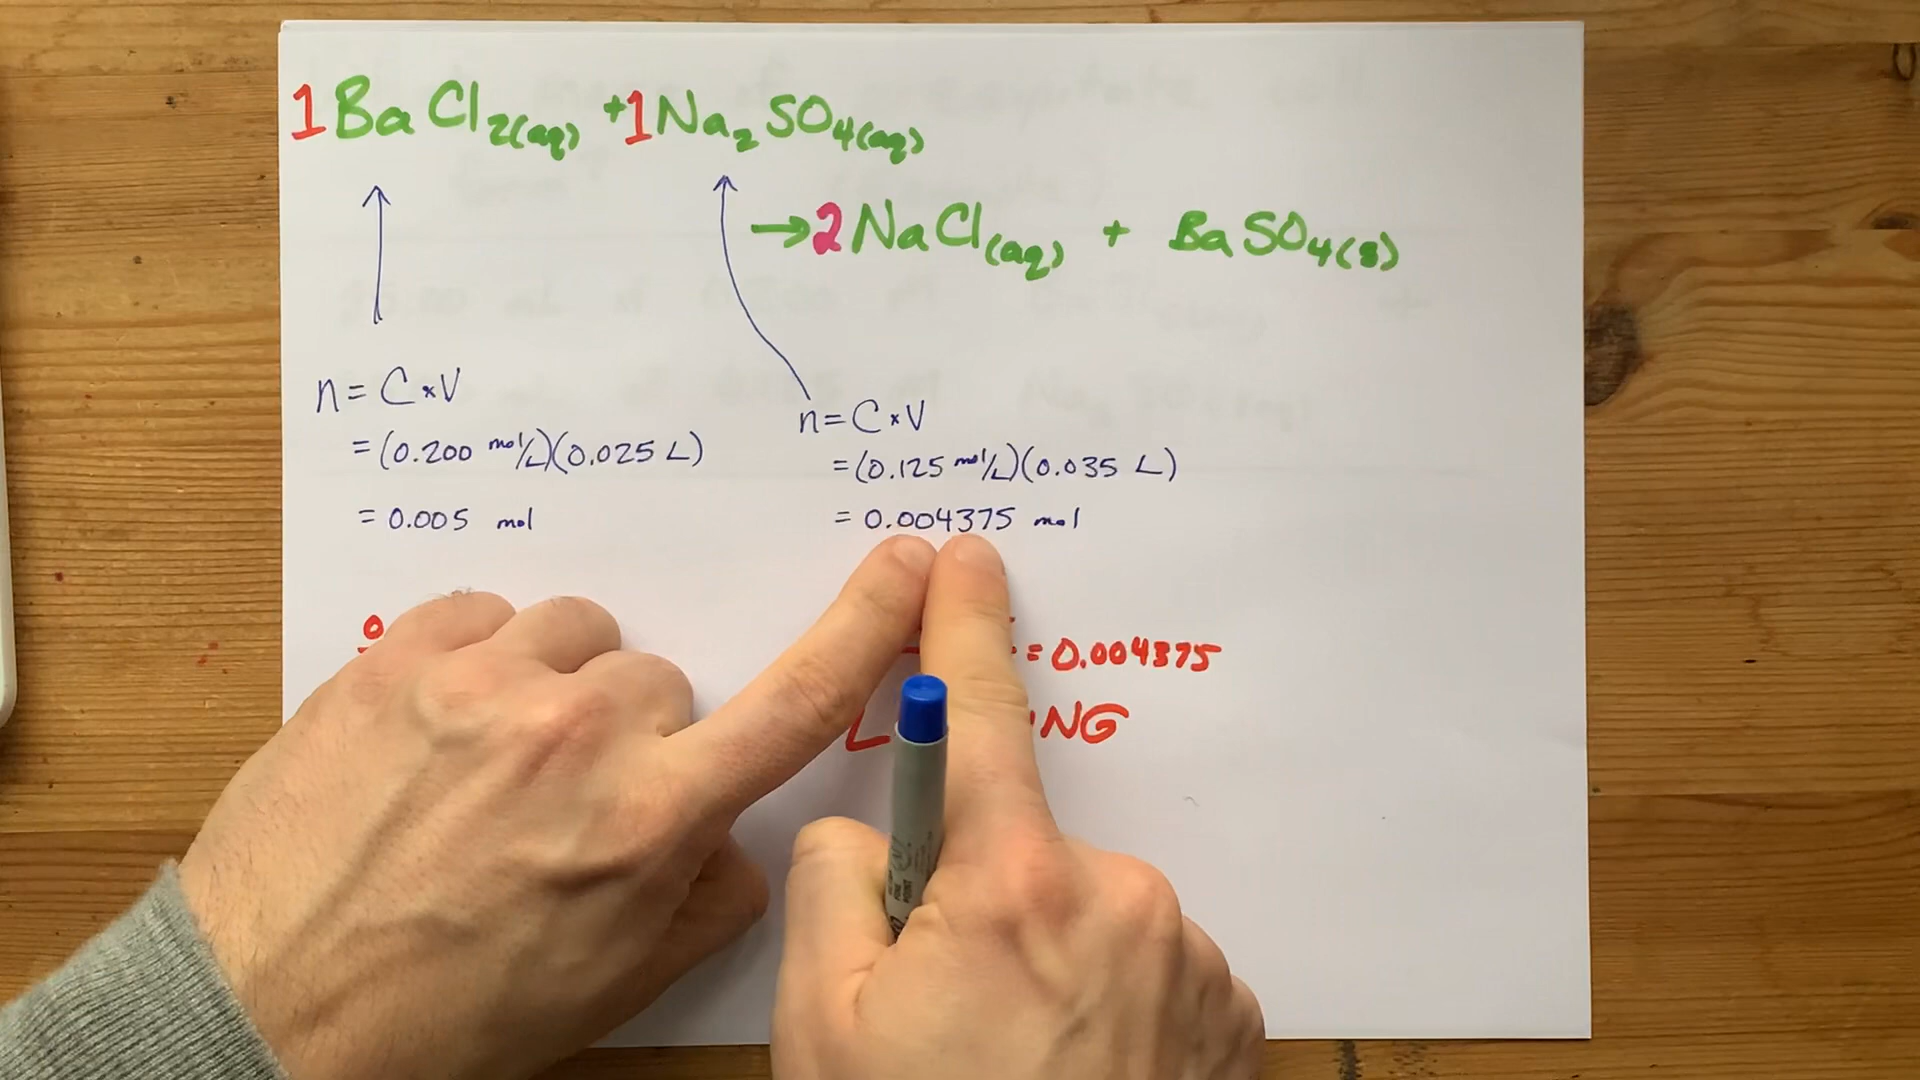 1BaCl2(aq) + 1Na2SO4(aq)
→ 2NaCl(aq) + BaSO4(s)
n = C × V
= (0.200 mol/L)(0.025 L)
= 0.005 mol
n = C × V
= (0.125 mol/L)(0.035 L)
= 0.004375 mol
= 0.004375